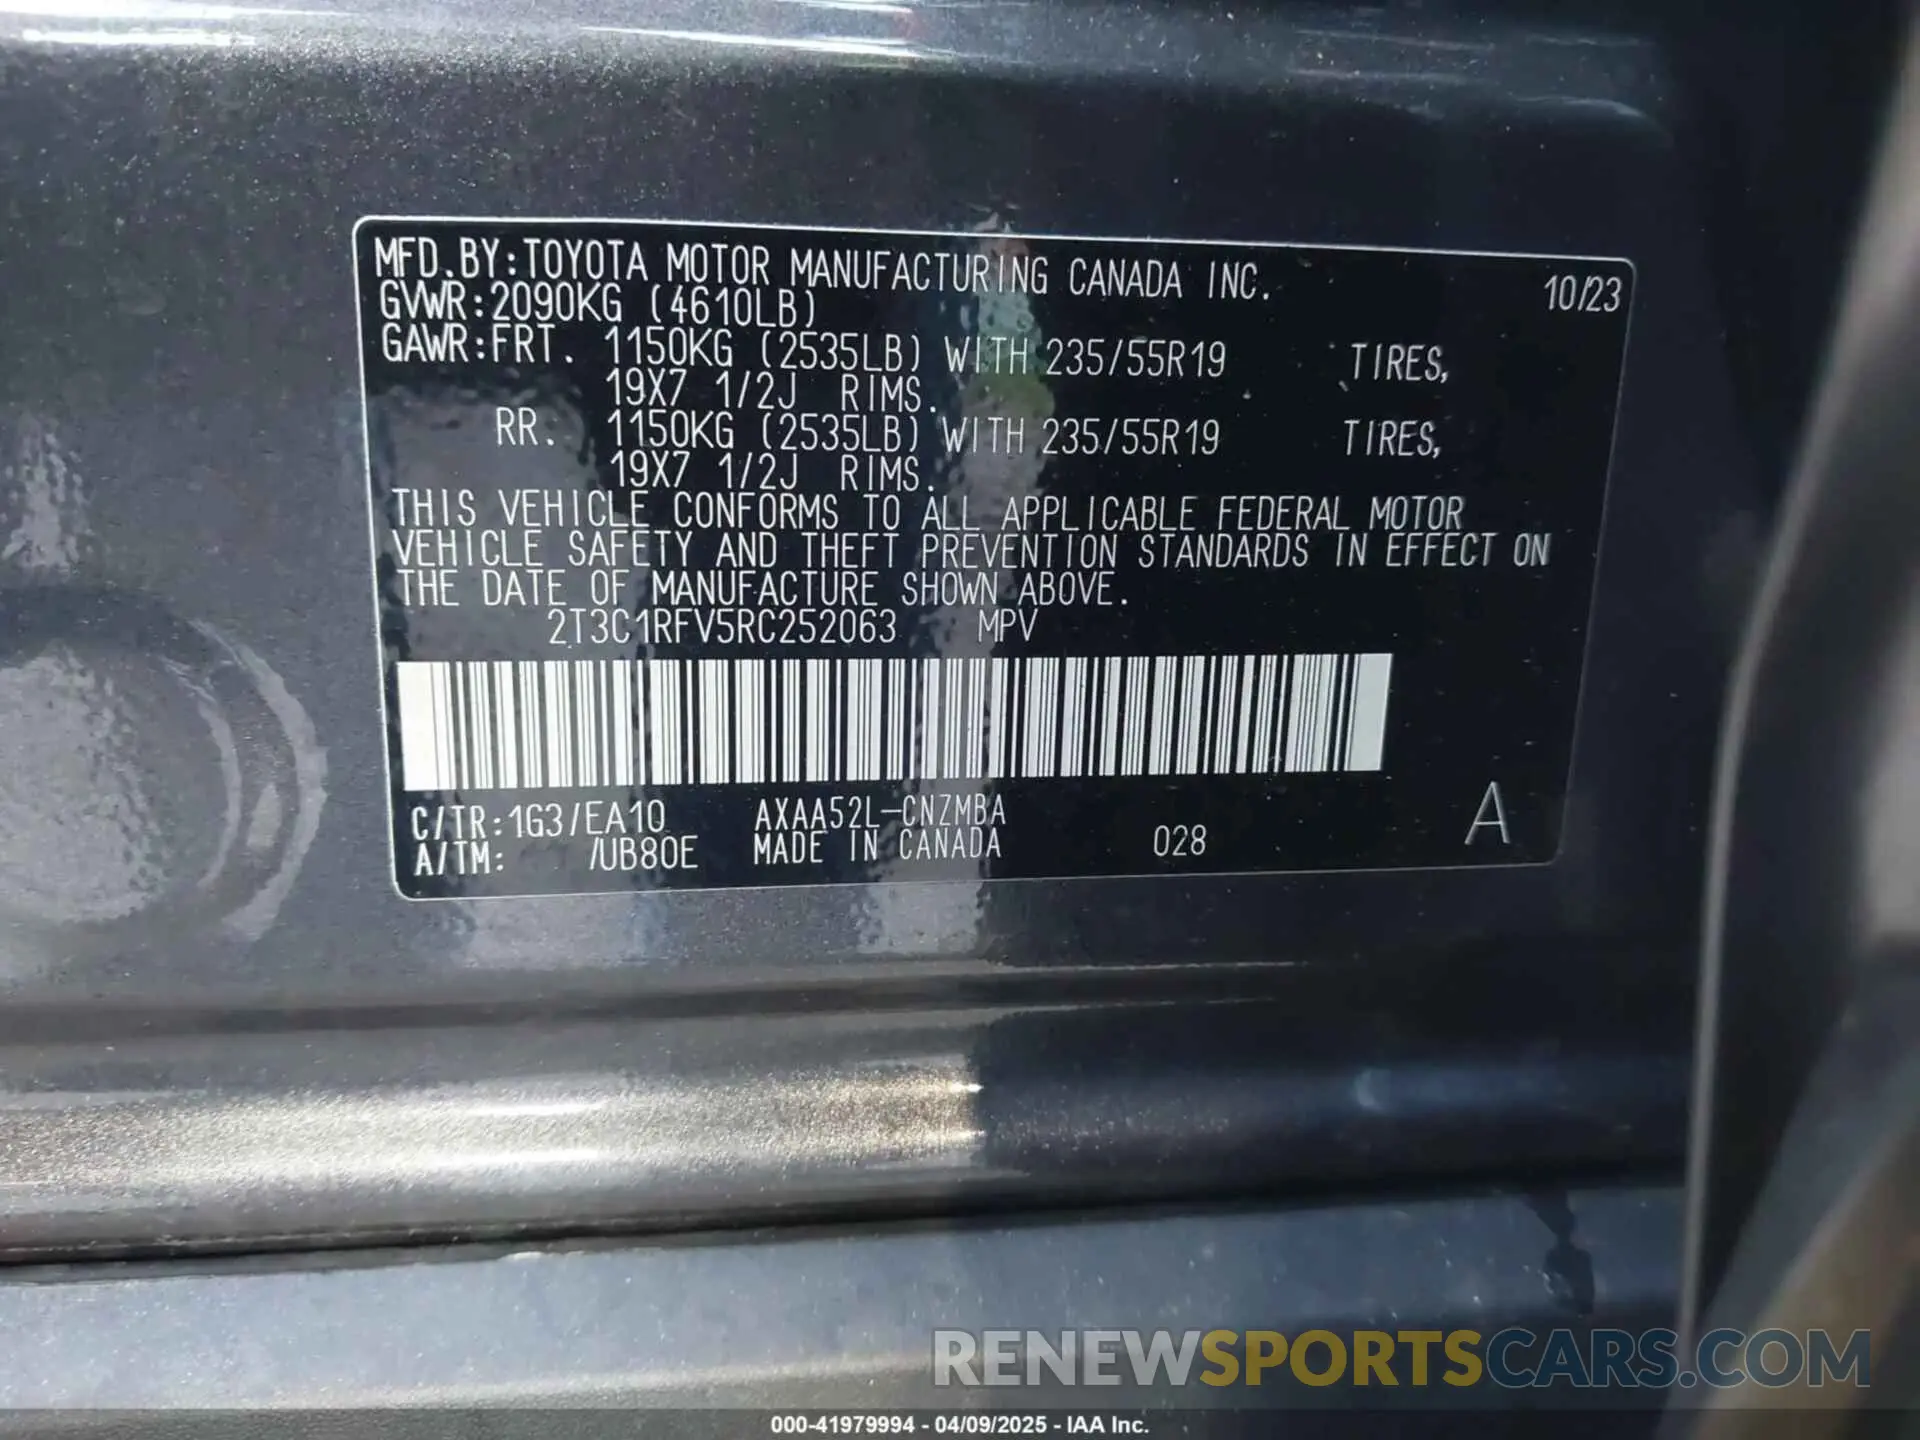 MFD.BY:TOYOTA MOTOR MANUFACTURING CANADA INC. 10/23
GVWR:2090KG (4610LB)
GAWR:FRT. 1150KG (2535LB) WITH 235/55R19 TIRES,
19X7 1/2J RIMS.
RR. 1150KG (2535LB) WITH 235/55R19 TIRES,
19X7 1/2J RIMS.
THIS VEHICLE CONFORMS TO ALL APPLICABLE FEDERAL MOTOR
VEHICLE SAFETY AND THEFT PREVENTION STANDARDS IN EFFECT ON
THE DATE OF MANUFACTURE SHOWN ABOVE.
2T3C1RFV5RC252063 MPV
C/TR:1G3/EA10 AXAA52L-CNZMBA
A/TM: /UB80E MADE IN CANADA 028 A
RENEWSPORTSCARS.COM
000-41979994 - 04/09/2025 - IAA Inc.